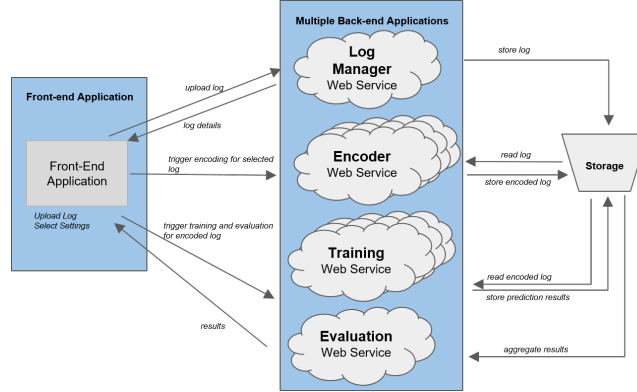 Multiple Back-end Applications
Log
Manager
Web Service
store log
upload log
Front-end Application
log details
Front-End
Application
trigger encoding for selected
log
Encoder
Web Service
read log
store encoded log
Storage
Upload Log
Select Settings
trigger training and evaluation
for encoded log
Training
Web Service
read encoded log
store prediction results
results
Evaluation
Web Service
aggregate results